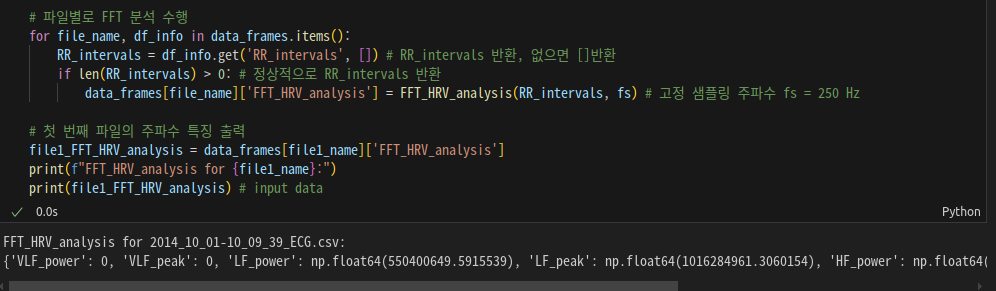 # 파일별로 FFT 분석 수행
for file_name, df_info in data_frames.items():
    RR_intervals = df_info.get('RR_intervals', []) # RR_intervals 반환, 없으면 []반환
    if len(RR_intervals) > 0: # 정상적으로 RR_intervals 반환
        data_frames[file_name]['FFT_HRV_analysis'] = FFT_HRV_analysis(RR_intervals, fs) # 고정 샘플링 주파수 fs = 250 Hz
# 첫 번째 파일의 주파수 특징 출력
file1_FFT_HRV_analysis = data_frames[file1_name]['FFT_HRV_analysis']
print(f"FFT_HRV_analysis for {file1_name}:")
print(file1_FFT_HRV_analysis) # input data
0.0s
Python
FFT_HRV_analysis for 2014_10_01-10_09_39_ECG.csv:
{'VLF_power': 0, 'VLF_peak': 0, 'LF_power': np.float64(550400649.5915539), 'LF_peak': np.float64(1016284961.3060154), 'HF_power': np.float64(